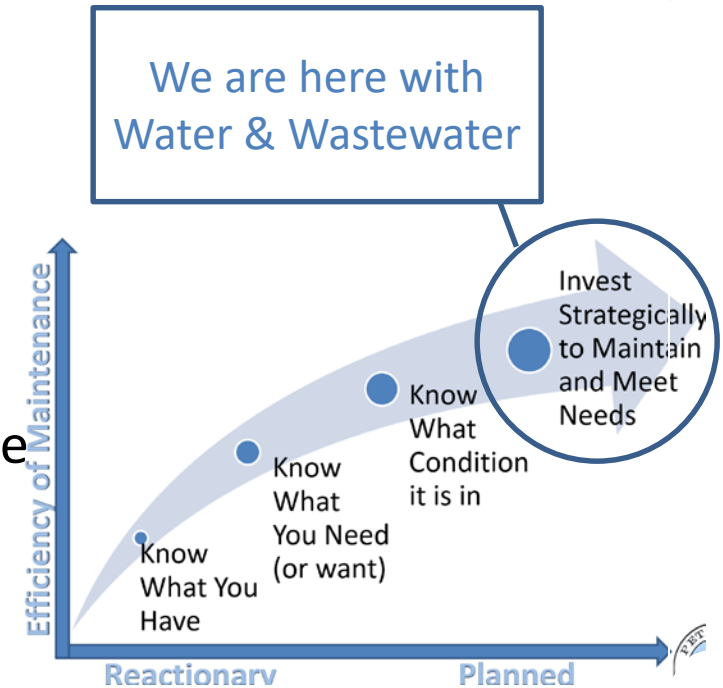 We are here with
Water & Wastewater
Efficiency of Maintenance
Invest
Strategically
to Maintain
and Meet
Needs
Know
What
Condition
it is in
Know
What
You Need
(or want)
Know
What You
Have
e
Reactionary
Planned
PET